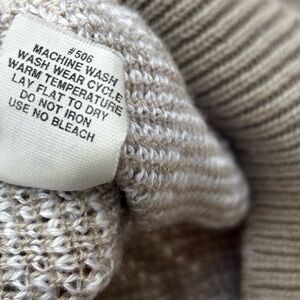 #506
MACHINE WASH
WASH WEAR CYCLE
WARM TEMPERATURE
LAY FLAT TO DRY
DO NOT IRON
USE NO BLEACH